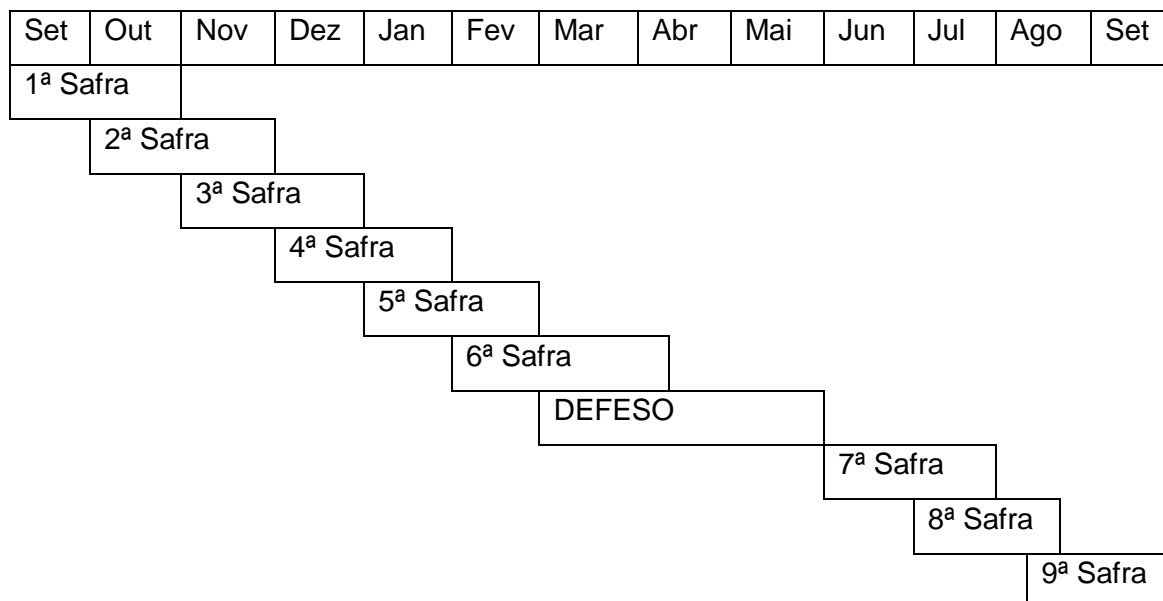 Set Out Nov Dez Jan Fev Mar Abr Mai Jun Jul Ago Set
1ª Safra
2ª Safra
3ª Safra
4ª Safra
5ª Safra
6ª Safra
DEFESO
7ª Safra
8ª Safra
9ª Safra